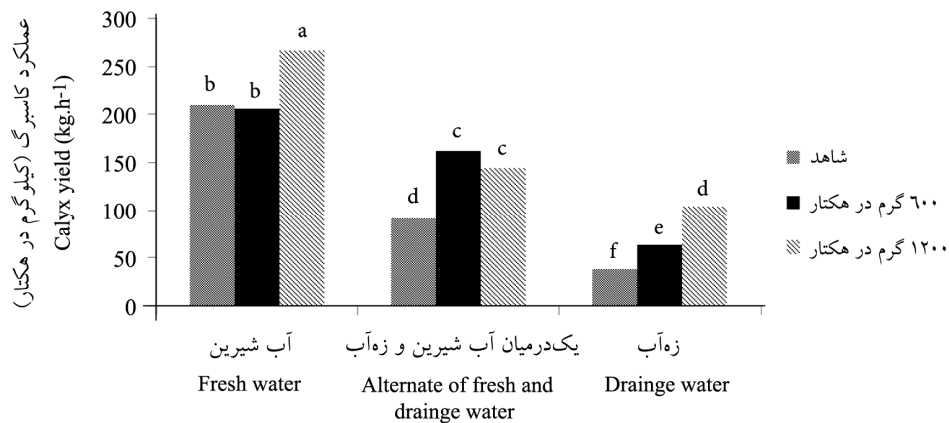 عملکرد کاسبرگ (کیلوگرم در هکتار)
Calyx yield (kg.h-1)
300
250
200
150
100
50
0
b
b
a
d
c
c
f
e
d
شاهد
٦٠٠ گرم در هکتار
١٢٠٠ گرم در هکتار
آب شیرین
Fresh water
یک‌درمیان آب شیرین و زه‌آب
Alternate of fresh and
drainge water
زه‌آب
Drainge water